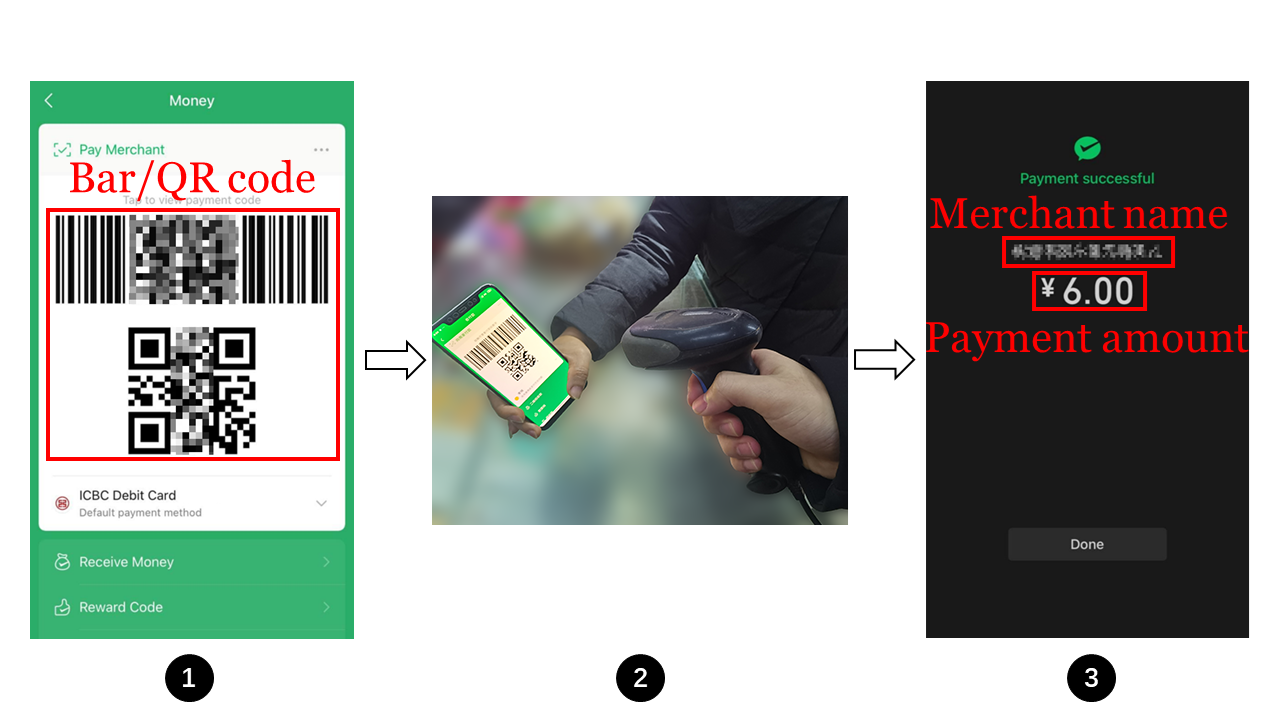 Money
Pay Merchant
Bar/QR code
Tap to view payment code
ICBC Debit Card
Default payment method
Receive Money
Reward Code
1
2
Payment successful
Merchant name
¥6.00
Payment amount
Done
3